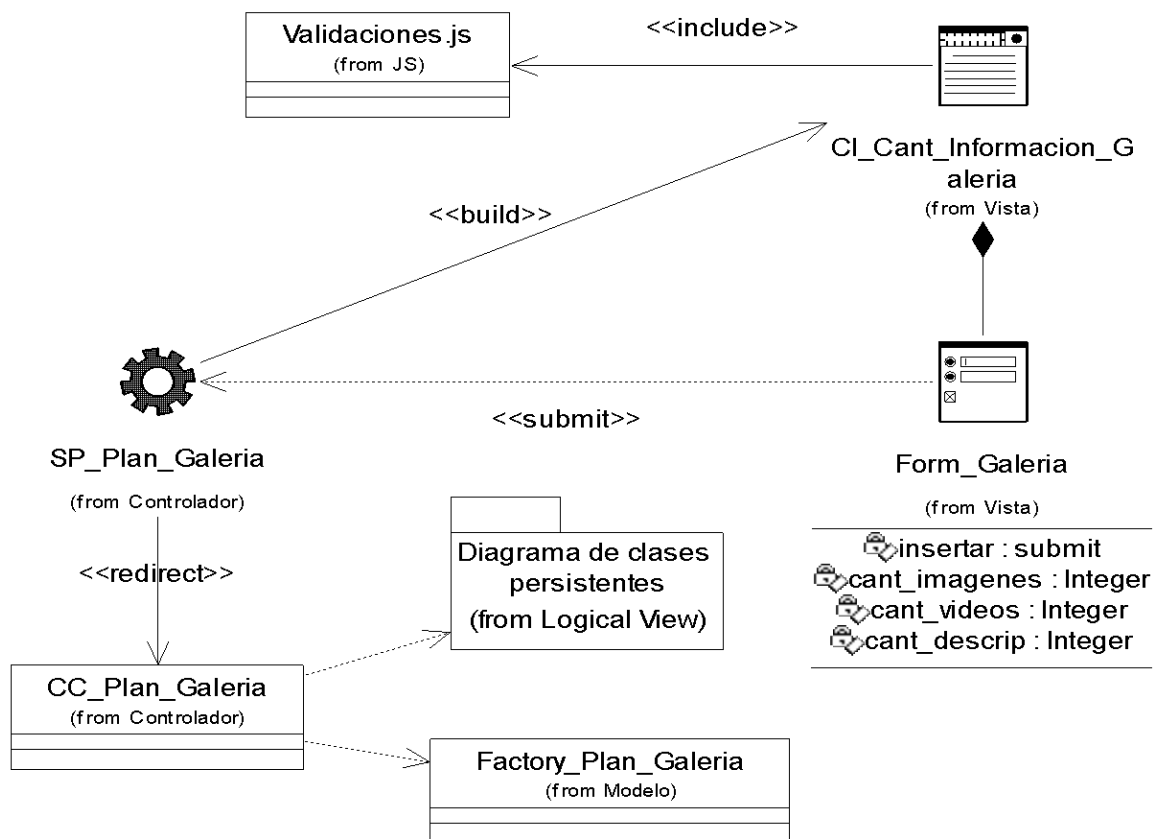 Validaciones.js
(from JS)
<<include>>
CI_Cant_Informacion_G
aleria
(from Vista)
<<build>>
<<submit>>
SP_Plan_Galeria
(from Controlador)
Form_Galeria
(from Vista)
insertar : submit
cant_imagenes : Integer
cant_videos : Integer
cant_descrip : Integer
<<redirect>>
Diagrama de clases
persistentes
(from Logical View)
CC_Plan_Galeria
(from Controlador)
Factory_Plan_Galeria
(from Modelo)